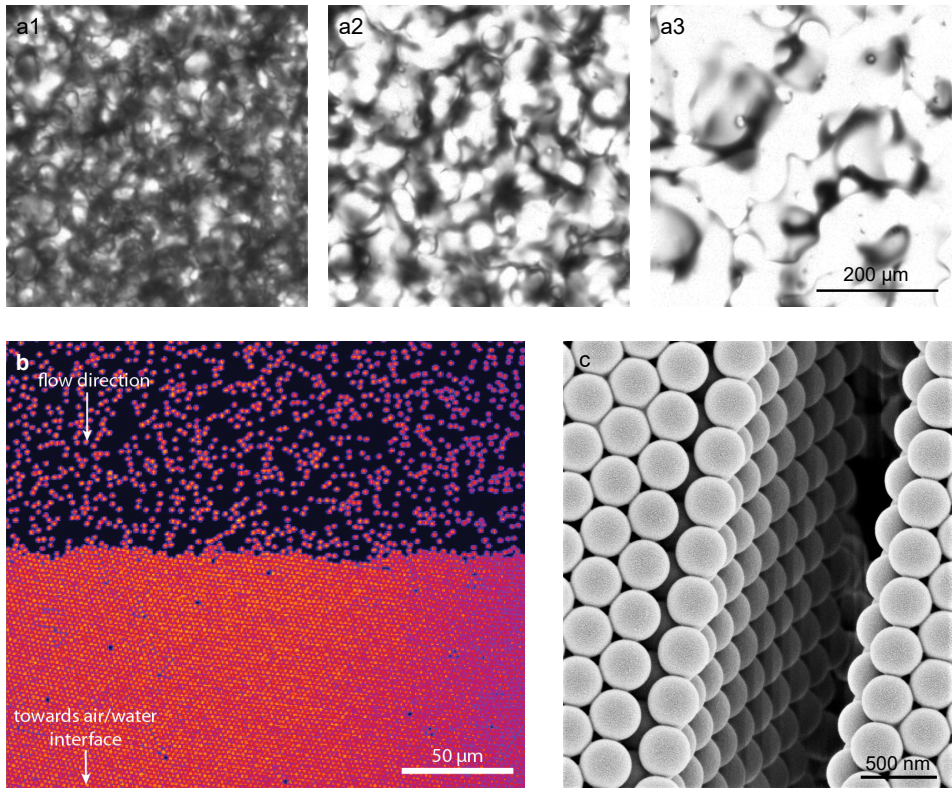 a1
a2
a3
200 µm
b
flow direction
towards air/water
interface
50 µm
c
500 nm